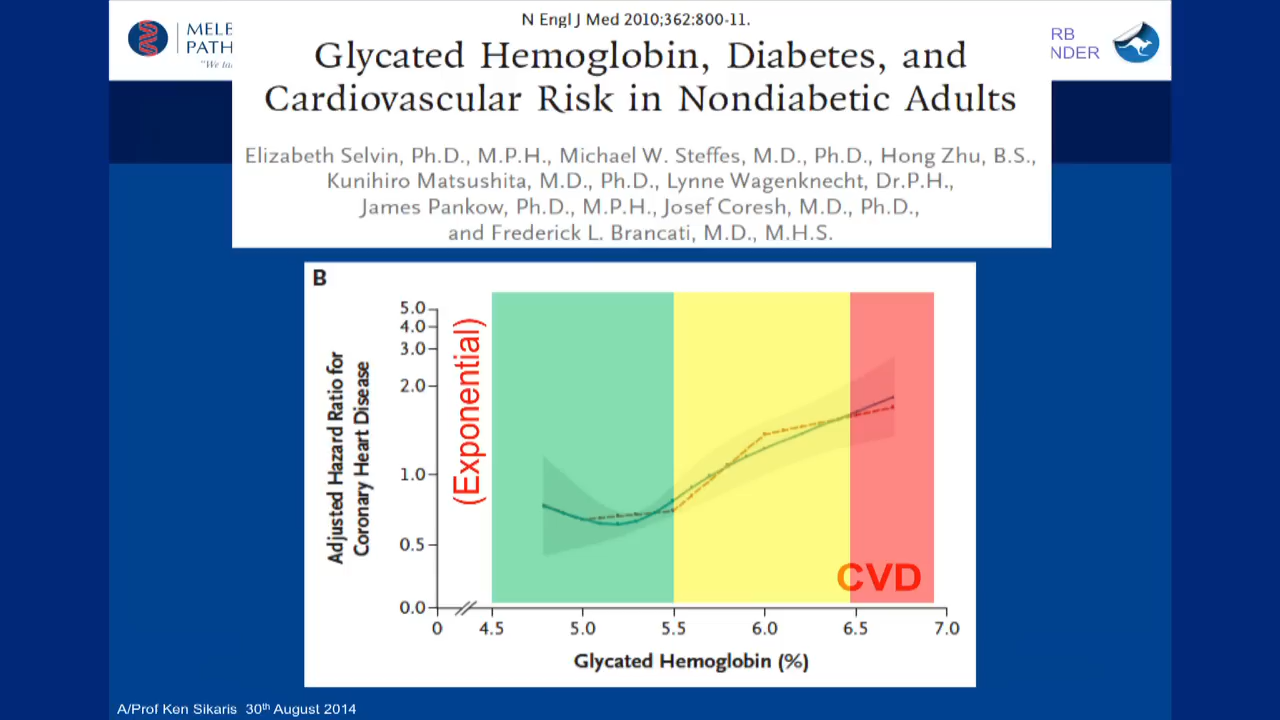 N Engl J Med 2010;362:800-11.
MELB
PATH
"We ta
RB
NDER
Glycated Hemoglobin, Diabetes, and
Cardiovascular Risk in Nondiabetic Adults
Elizabeth Selvin, Ph.D., M.P.H., Michael W. Steffes, M.D., Ph.D., Hong Zhu, B.S.,
Kunihiro Matsushita, M.D., Ph.D., Lynne Wagenknecht, Dr.P.H.,
James Pankow, Ph.D., M.P.H., Josef Coresh, M.D., Ph.D.,
and Frederick L. Brancati, M.D., M.H.S.
B
Adjusted Hazard Ratio for
Coronary Heart Disease
(Exponential)
5.0
4.0
3.0
2.0
1.0
0.5
0.0
CVD
0 4.5 5.0 5.5 6.0 6.5 7.0
Glycated Hemoglobin (%)
A/Prof Ken Sikaris 30th August 2014